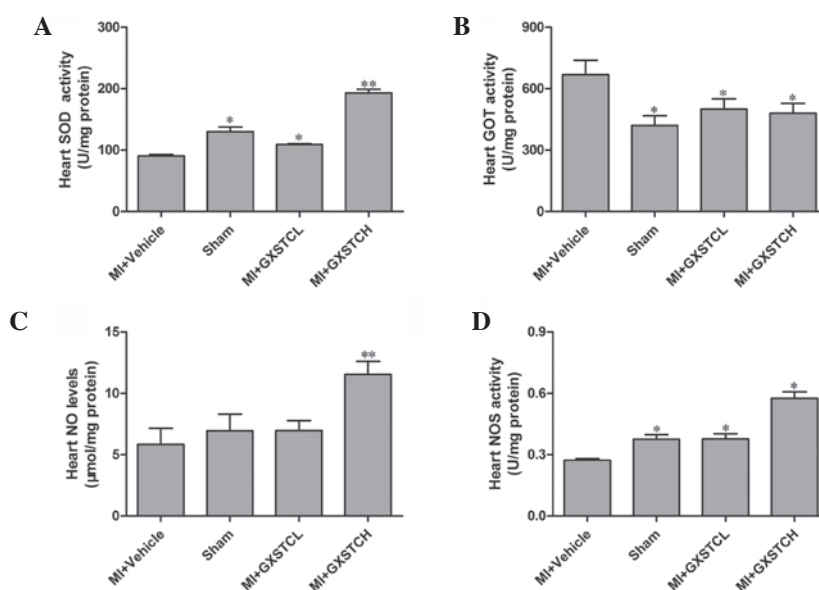 A
Heart SOD activity
(U/mg protein)
300
200
100
0
*
*
**
MI+Vehicle
Sham
MI+GXSTCL
MI+GXSTCH
B
Heart GOT activity
(U/mg protein)
900
600
300
0
*
*
*
MI+Vehicle
Sham
MI+GXSTCL
MI+GXSTCH
C
Heart NO levels
(µmol/mg protein)
15
10
5
0
**
MI+Vehicle
Sham
MI+GXSTCL
MI+GXSTCH
D
Heart NOS activity
(U/mg protein)
0.9
0.6
0.3
0.0
*
*
*
MI+Vehicle
Sham
MI+GXSTCL
MI+GXSTCH